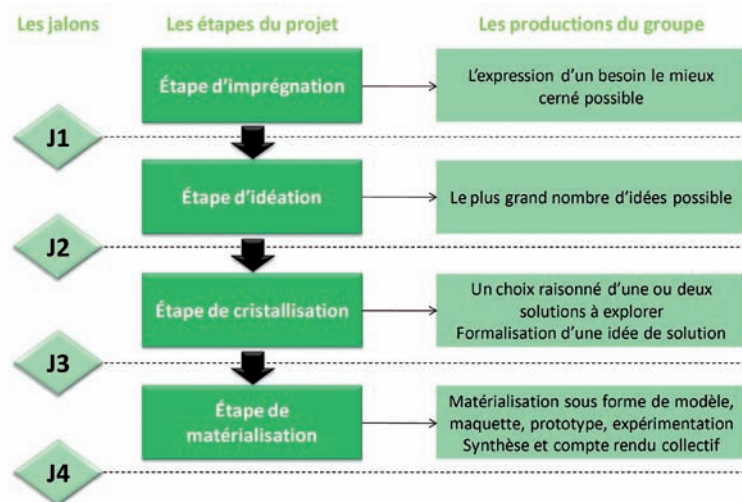 Les jalons
Les étapes du projet
Les productions du groupe
Étape d'imprégnation
L'expression d'un besoin le mieux
cerné possible
J1
Étape d'idéation
Le plus grand nombre d'idées possible
J2
Étape de cristallisation
Un choix raisonné d'une ou deux
solutions à explorer
Formalisation d'une idée de solution
J3
Étape de
matérialisation
Matérialisation sous forme de modèle,
maquette, prototype, expérimentation
Synthèse et compte rendu collectif
J4